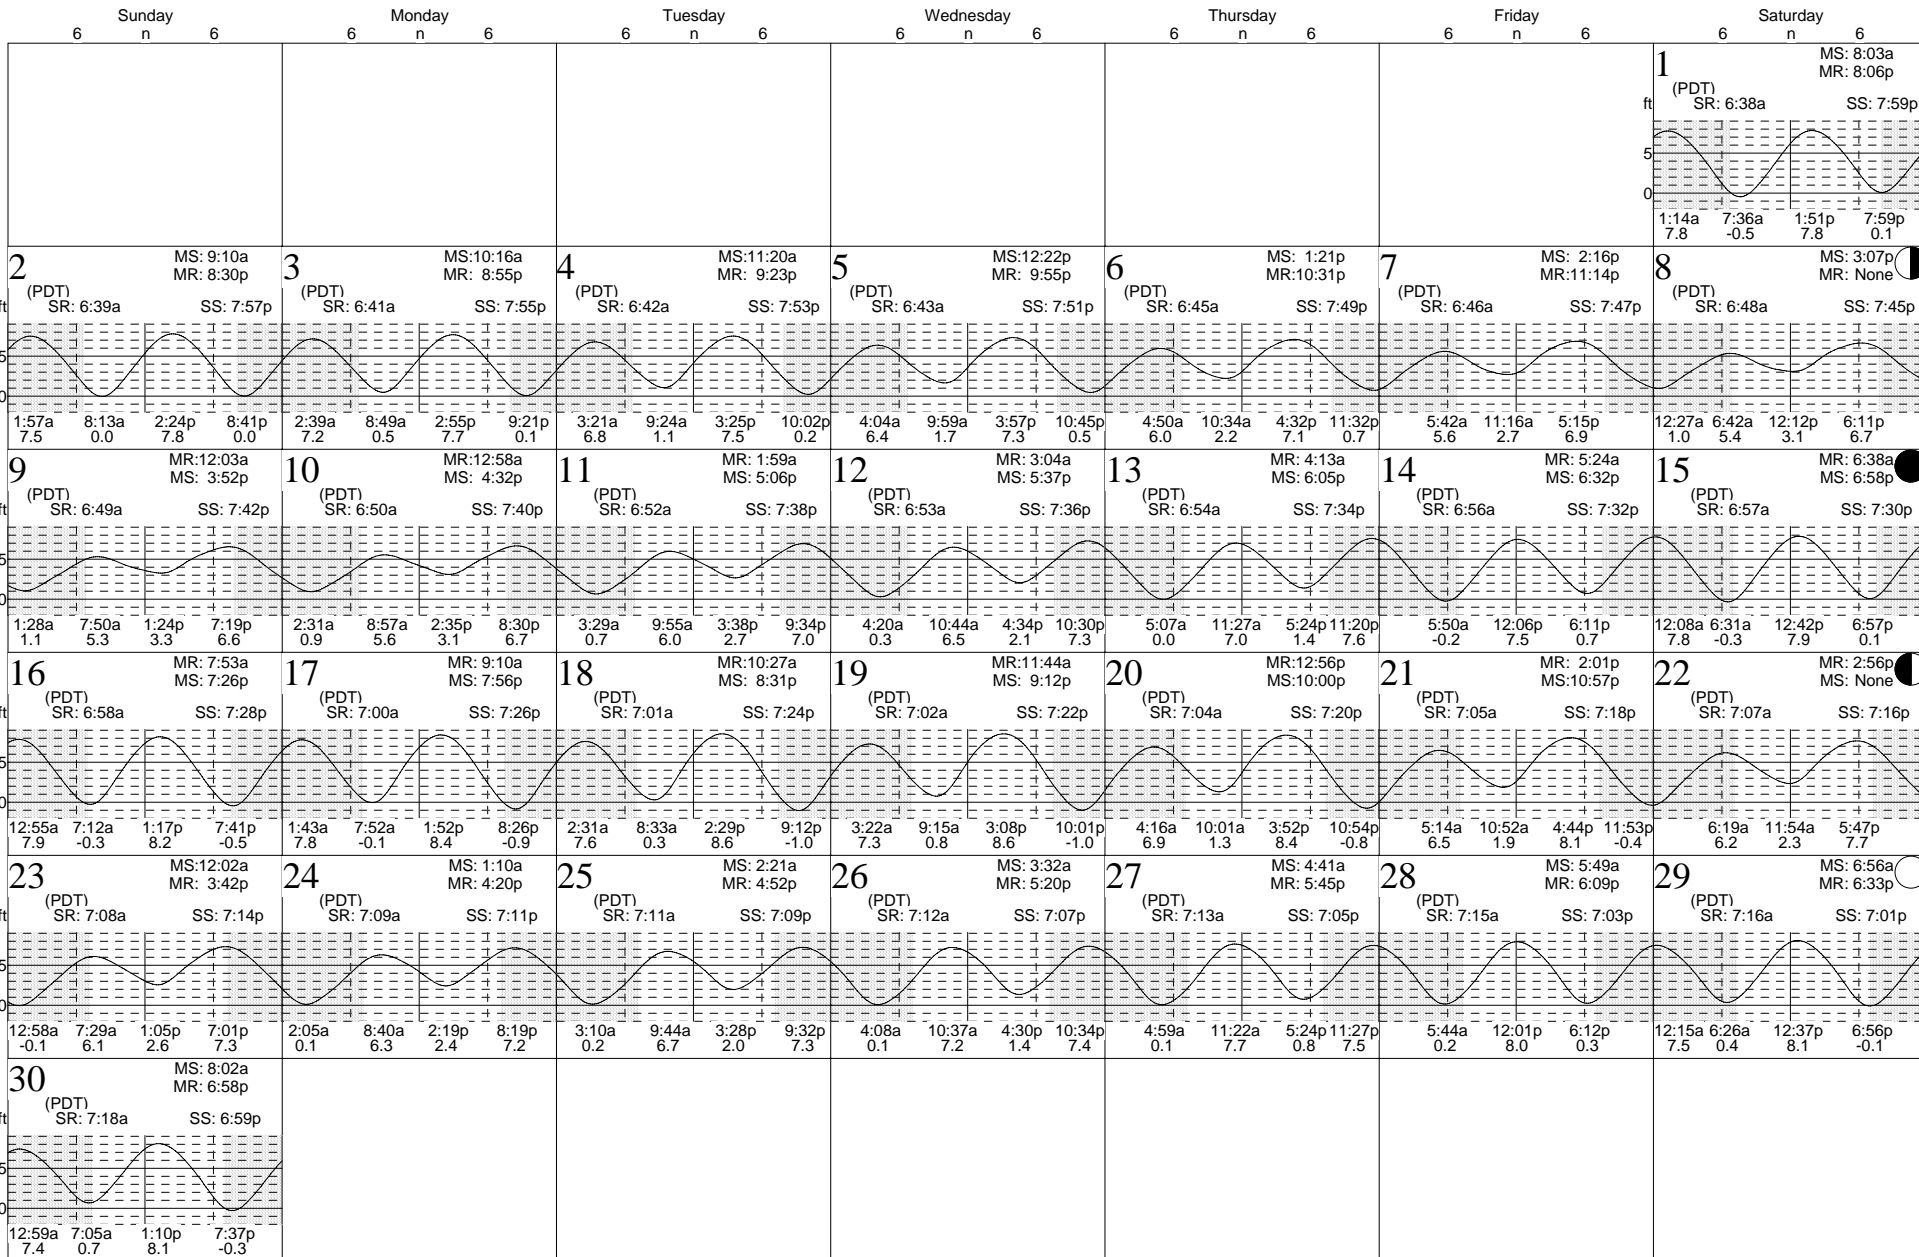 Sunday Monday Tuesday Wednesday Thursday Friday Saturday
6 n 6 6 n 6 6 n 6 6 n 6 6 n 6 6 n 6 6 n 6
1 MS: 8:03a
MR: 8:06p
(PDT)
ft SR: 6:38a SS: 7:59p
5
0
1:14a 7:36a 1:51p 7:59p
7.8 -0.5 7.8 0.1
2 MS: 9:10a 3 MS:10:16a 4 MS:11:20a 5 MS:12:22p 6 MS: 1:21p 7 MS: 2:16p 8 MS: 3:07p
MR: 8:30p MR: 8:55p MR: 9:23p MR: 9:55p MR:10:31p MR:11:14p MR: None
(PDT) (PDT) (PDT) (PDT) (PDT) (PDT) (PDT)
ft SR: 6:39a SS: 7:57p SR: 6:41a SS: 7:55p SR: 6:42a SS: 7:53p SR: 6:43a SS: 7:51p SR: 6:45a SS: 7:49p SR: 6:46a SS: 7:47p SR: 6:48a SS: 7:45p
5
0
1:57a 8:13a 2:24p 8:41p 2:39a 8:49a 2:55p 9:21p 3:21a 9:24a 3:25p 10:02p 4:04a 9:59a 3:57p 10:45p 4:50a 10:34a 4:32p 11:32p 5:42a 11:16a 5:15p 12:27a 6:42a 12:12p 6:11p
7.5 0.0 7.8 0.0 7.2 0.5 7.7 0.1 6.8 1.1 7.5 0.2 6.4 1.7 7.3 0.5 6.0 2.2 7.1 0.7 5.6 2.7 6.9 1.0 5.4 3.1 6.7
9 MR:12:03a 10 MR:12:58a 11 MR: 1:59a 12 MR: 3:04a 13 MR: 4:13a 14 MR: 5:24a 15 MR: 6:38a
MS: 3:52p MS: 4:32p MS: 5:06p MS: 5:37p MS: 6:05p MS: 6:32p MS: 6:58p
(PDT) (PDT) (PDT) (PDT) (PDT) (PDT) (PDT)
ft SR: 6:49a SS: 7:42p SR: 6:50a SS: 7:40p SR: 6:52a SS: 7:38p SR: 6:53a SS: 7:36p SR: 6:54a SS: 7:34p SR: 6:56a SS: 7:32p SR: 6:57a SS: 7:30p
5
0
1:28a 7:50a 1:24p 7:19p 2:31a 8:57a 2:35p 8:30p 3:29a 9:55a 3:38p 9:34p 4:20a 10:44a 4:34p 10:30p 5:07a 11:27a 5:24p 11:20p 5:50a 12:06p 6:11p 12:08a 6:31a 12:42p 6:57p
1.1 5.3 3.3 6.6 0.9 5.6 3.1 6.7 0.7 6.0 2.7 7.0 0.3 6.5 2.1 7.3 0.0 7.0 1.4 7.6 -0.2 7.5 0.7 7.8 -0.3 7.9 0.1
16 MR: 7:53a 17 MR: 9:10a 18 MR:10:27a 19 MR:11:44a 20 MR:12:56p 21 MR: 2:01p 22 MR: 2:56p
MS: 7:26p MS: 7:56p MS: 8:31p MS: 9:12p MS:10:00p MS:10:57p MS: None
(PDT) (PDT) (PDT) (PDT) (PDT) (PDT) (PDT)
ft SR: 6:58a SS: 7:28p SR: 7:00a SS: 7:26p SR: 7:01a SS: 7:24p SR: 7:02a SS: 7:22p SR: 7:04a SS: 7:20p SR: 7:05a SS: 7:18p SR: 7:07a SS: 7:16p
5
0
12:55a 7:12a 1:17p 7:41p 1:43a 7:52a 1:52p 8:26p 2:31a 8:33a 2:29p 9:12p 3:22a 9:15a 3:08p 10:01p 4:16a 10:01a 3:52p 10:54p 5:14a 10:52a 4:44p 11:53p 6:19a 11:54a 5:47p
7.9 -0.3 8.2 -0.5 7.8 -0.1 8.4 -0.9 7.6 0.3 8.6 -1.0 7.3 0.8 8.6 -1.0 6.9 1.3 8.4 -0.8 6.5 1.9 8.1 -0.4 6.2 2.3 7.7
23 MS:12:02a 24 MS: 1:10a 25 MS: 2:21a 26 MS: 3:32a 27 MS: 4:41a 28 MS: 5:49a 29 MS: 6:56a
MR: 3:42p MR: 4:20p MR: 4:52p MR: 5:20p MR: 5:45p MR: 6:09p MR: 6:33p
(PDT) (PDT) (PDT) (PDT) (PDT) (PDT) (PDT)
ft SR: 7:08a SS: 7:14p SR: 7:09a SS: 7:11p SR: 7:11a SS: 7:09p SR: 7:12a SS: 7:07p SR: 7:13a SS: 7:05p SR: 7:15a SS: 7:03p SR: 7:16a SS: 7:01p
5
0
12:58a 7:29a 1:05p 7:01p 2:05a 8:40a 2:19p 8:19p 3:10a 9:44a 3:28p 9:32p 4:08a 10:37a 4:30p 10:34p 4:59a 11:22a 5:24p 11:27p 5:44a 12:01p 6:12p 12:15a 6:26a 12:37p 6:56p
-0.1 6.1 2.6 7.3 0.1 6.3 2.4 7.2 0.2 6.7 2.0 7.3 0.1 7.2 1.4 7.4 0.1 7.7 0.8 7.5 0.2 8.0 0.3 7.5 0.4 8.1 -0.1
30 MS: 8:02a
MR: 6:58p
(PDT)
ft SR: 7:18a SS: 6:59p
5
0
12:59a 7:05a 1:10p 7:37p
7.4 0.7 8.1 -0.3